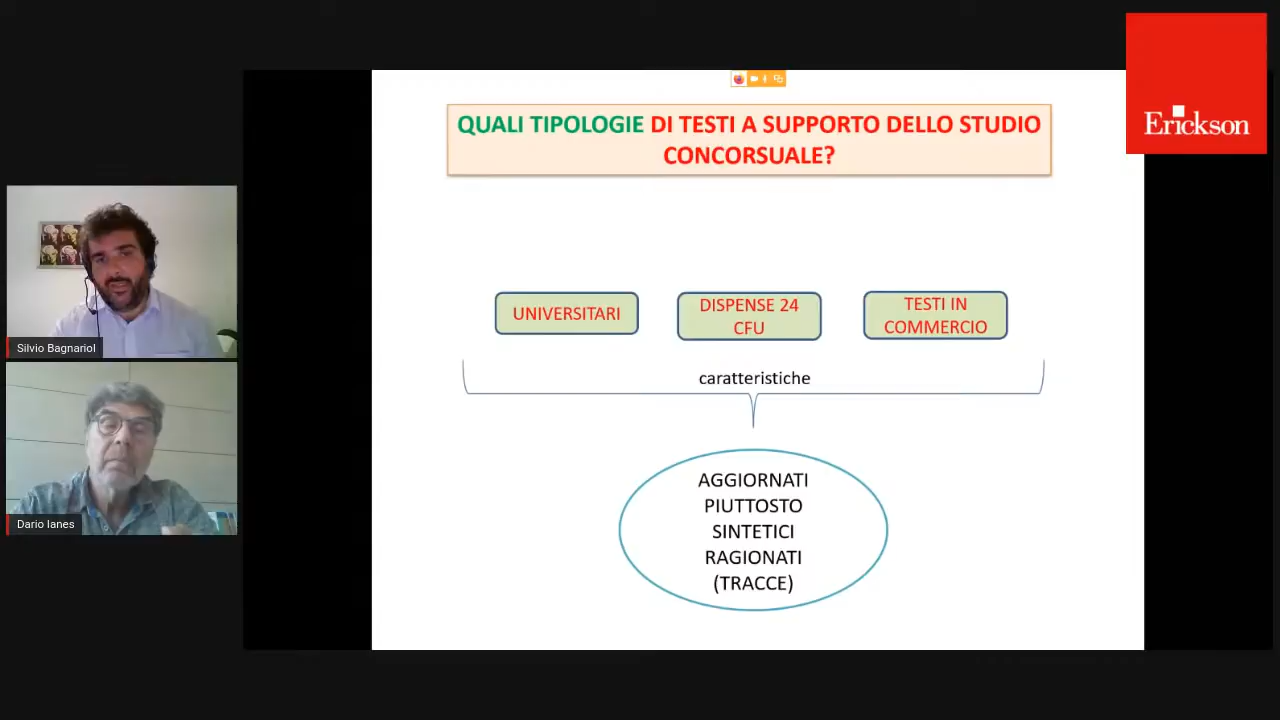 QUALI TIPOLOGIE DI TESTI A SUPPORTO DELLO STUDIO
CONCORSUALE?
Erickson
UNIVERSITARI
DISPENSE 24
CFU
TESTI IN
COMMERCIO
caratteristiche
AGGIORNATI
PIUTTOSTO
SINTETICI
RAGIONATI
(TRACCE)
Silvio Bagnariol
Dario Ianes